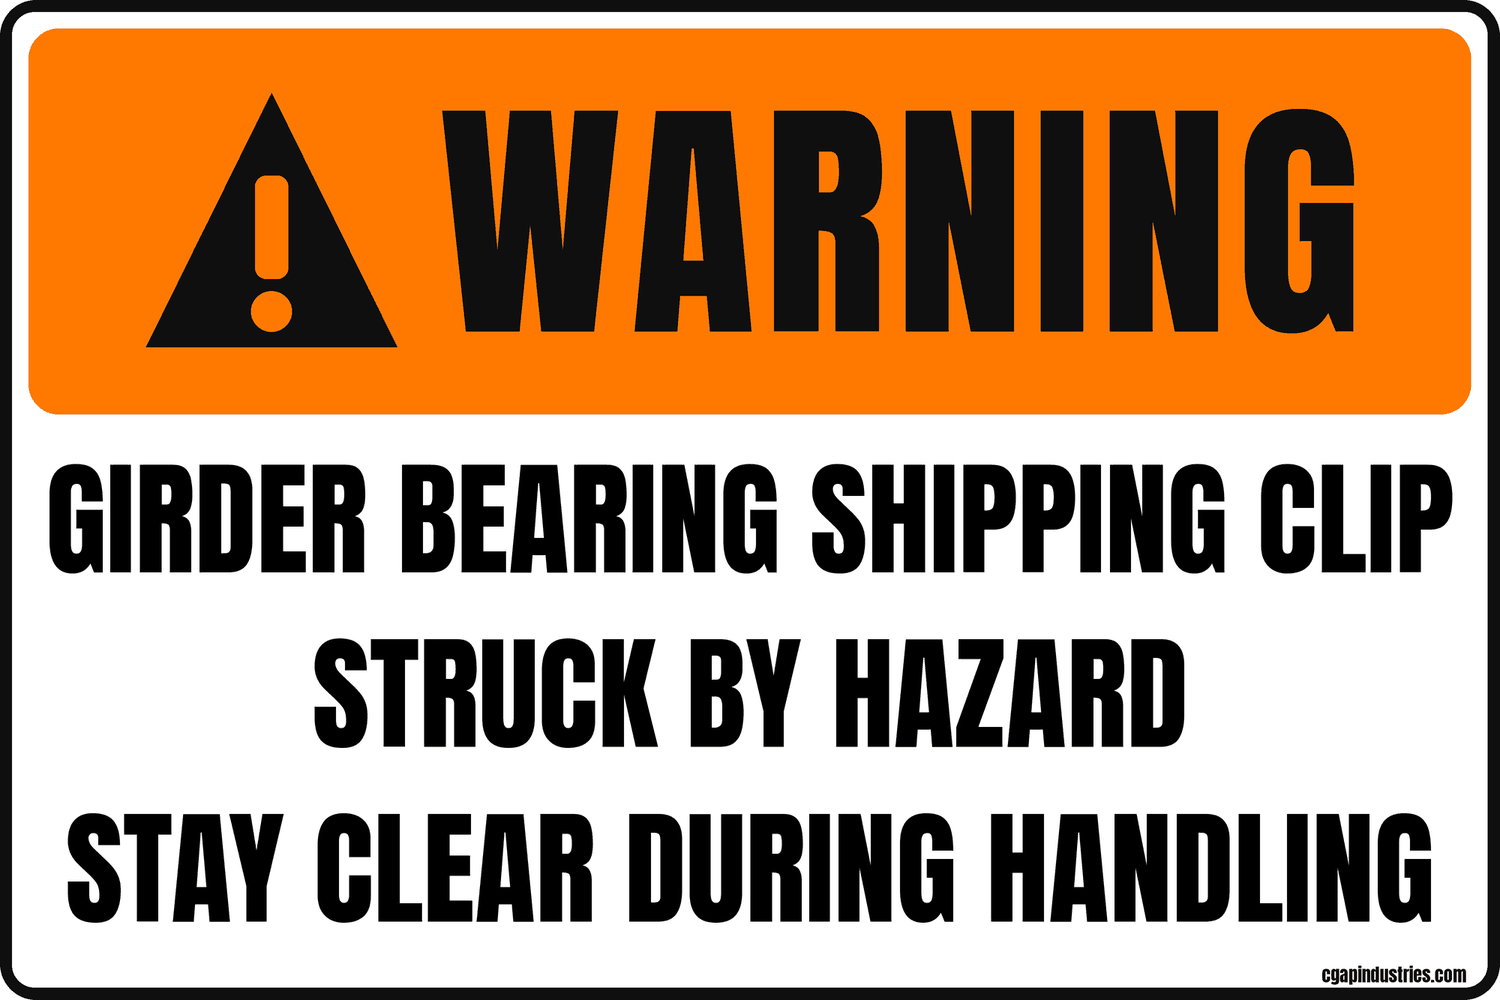 WARNING
GIRDER BEARING SHIPPING CLIP
STRUCK BY HAZARD
STAY CLEAR DURING HANDLING
cgapindustries.com